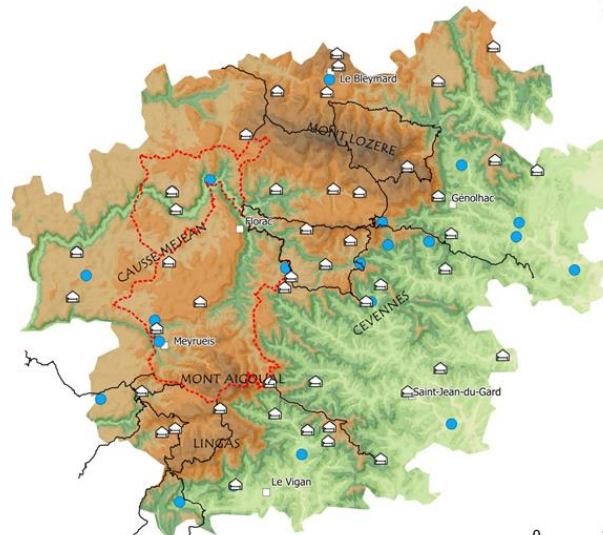 Le Bleymard
MONT LOZERE
Génolhac
Florac
CAUSSE MEJEAN
CEVENNES
Meyrueis
MONT AIGOUAL
Saint-Jean-du-Gard
LINGAS
Le Vigan
0